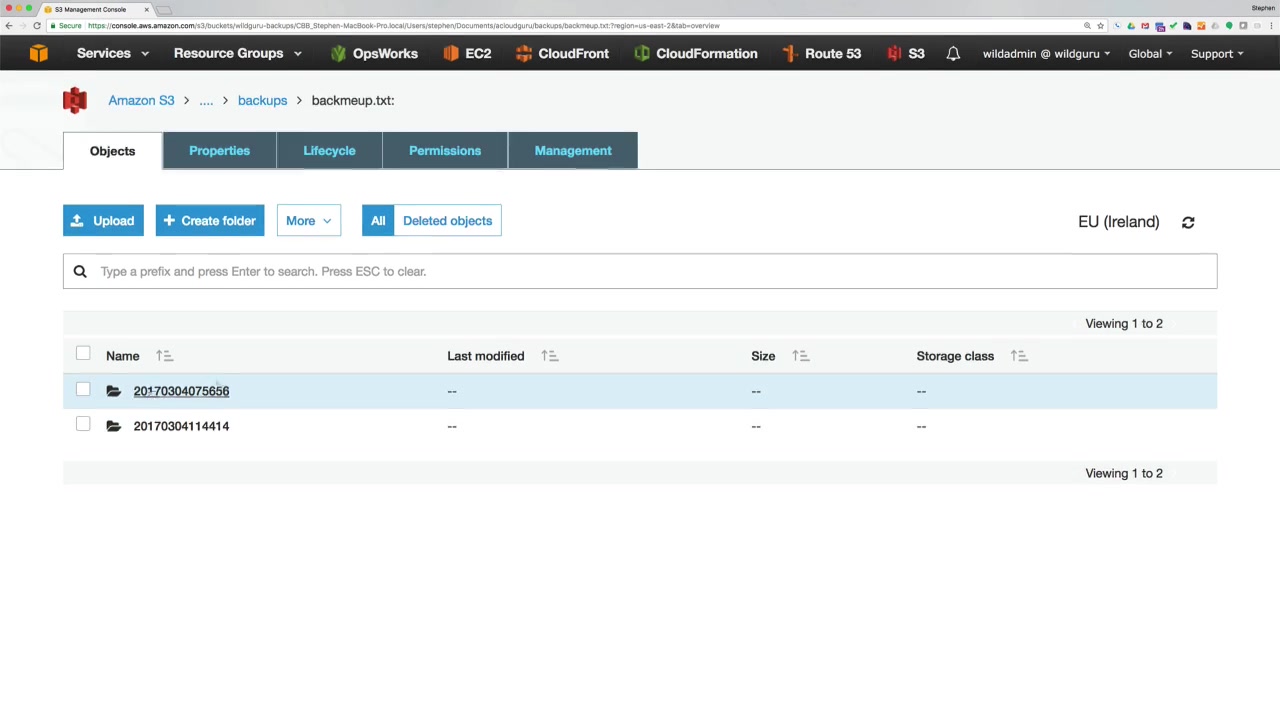 S3 Management Console
Stephen
Secure https://console.aws.amazon.com/s3/buckets/wildguru-backups/CBB_Stephen-MacBook-Pro.local/Users/stephen/Documents/acloudguru/backups/backmeup.txt:/?region=us-east-2&tab=overview
Services Resource Groups OpsWorks EC2 CloudFront CloudFormation Route 53 S3 wildadmin @ wildguru Global Support
Amazon S3 > .... > backups > backmeup.txt:
Objects Properties Lifecycle Permissions Management
Upload + Create folder More All Deleted objects EU (Ireland)
Type a prefix and press Enter to search. Press ESC to clear.
Viewing 1 to 2
Name Last modified Size Storage class
20170304075656 -- -- --
20170304114414 -- -- --
Viewing 1 to 2